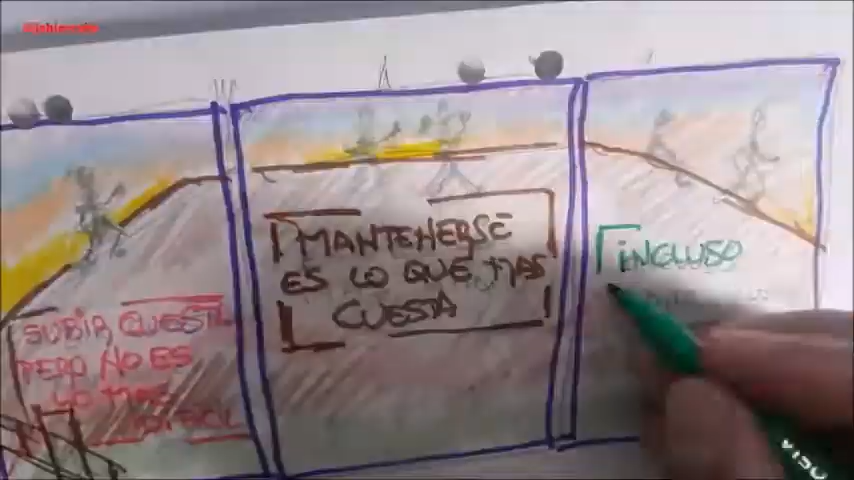 SUBIR CUESTA
PERO NO ES
LO MAS
DIFICIL
MANTENERSE
ES LO QUE MAS
CUESTA
INCLUSO